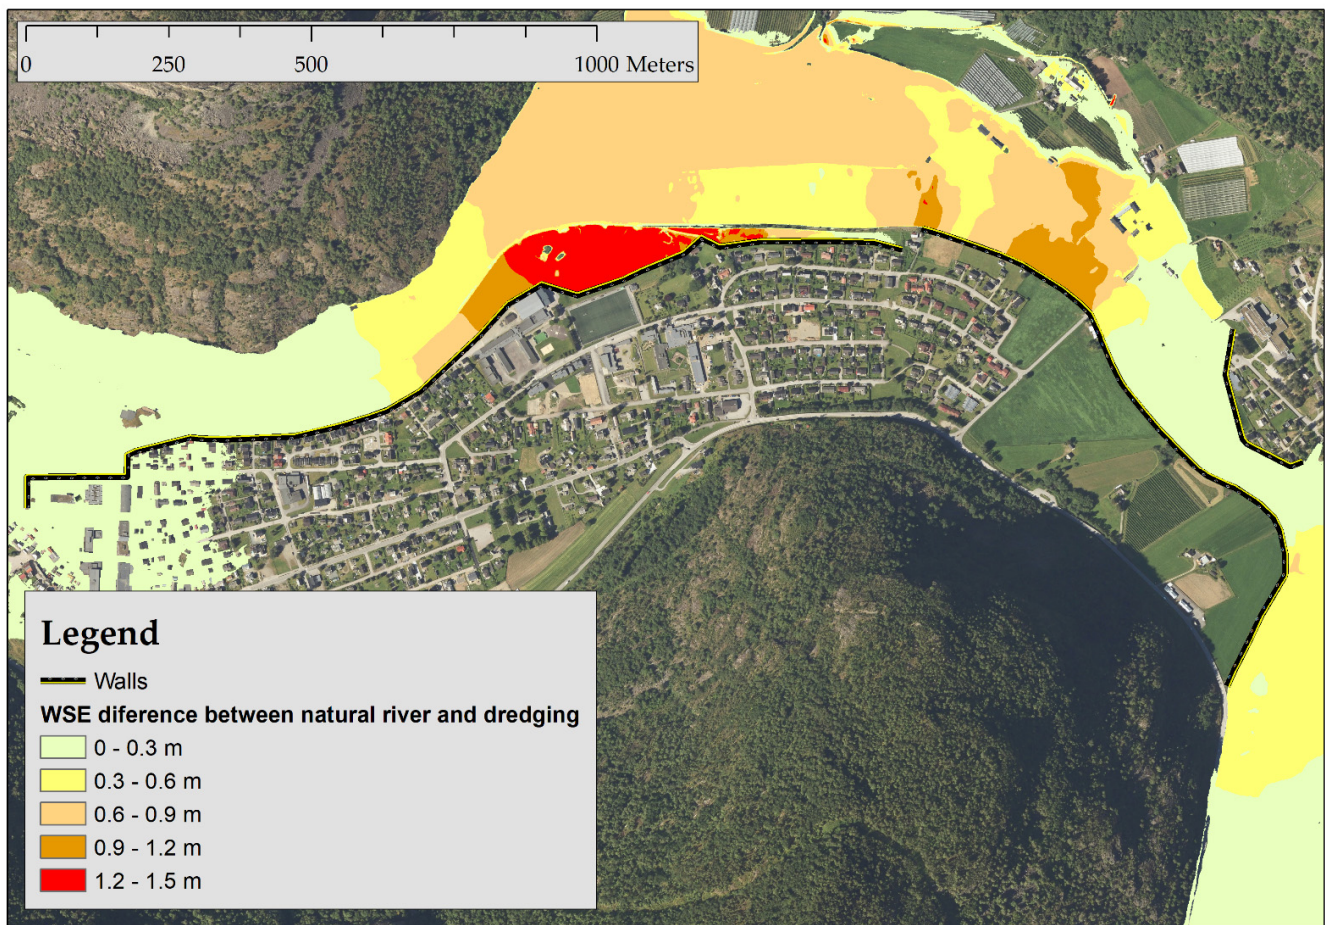 0 250 500 1000 Meters
Legend
Walls
WSE diference between natural river and dredging
0 - 0.3 m
0.3 - 0.6 m
0.6 - 0.9 m
0.9 - 1.2 m
1.2 - 1.5 m